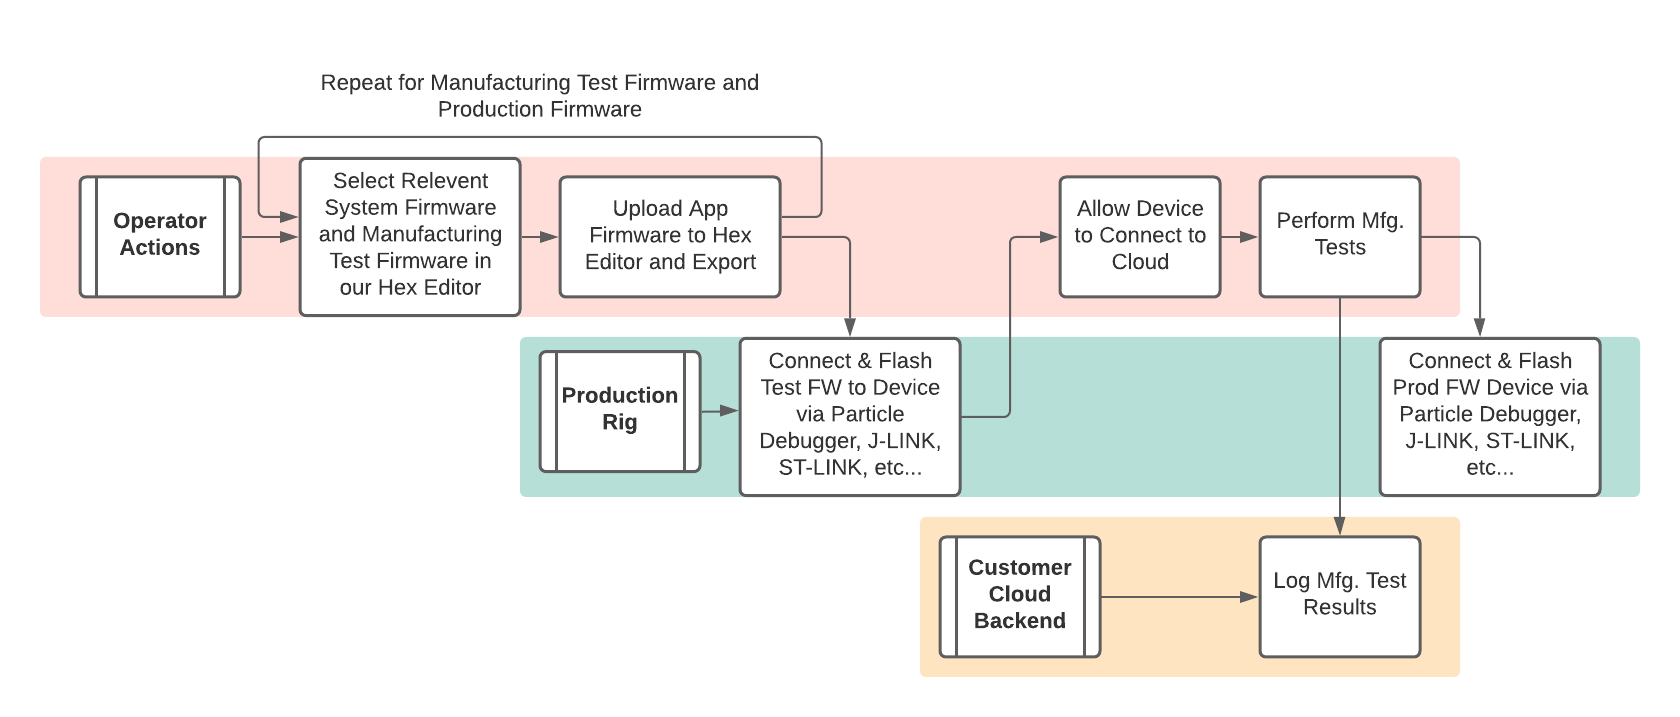 Repeat for Manufacturing Test Firmware and
Production Firmware
Operator
Actions
Select Relevent
System Firmware
and Manufacturing
Test Firmware in
our Hex Editor
Upload App
Firmware to Hex
Editor and Export
Allow Device
to Connect to
Cloud
Perform Mfg.
Tests
Production
Rig
Connect & Flash
Test FW to Device
via Particle
Debugger, J-LINK,
ST-LINK, etc...
Connect & Flash
Prod FW Device via
Particle Debugger,
J-LINK, ST-LINK,
etc...
Customer
Cloud
Backend
Log Mfg. Test
Results